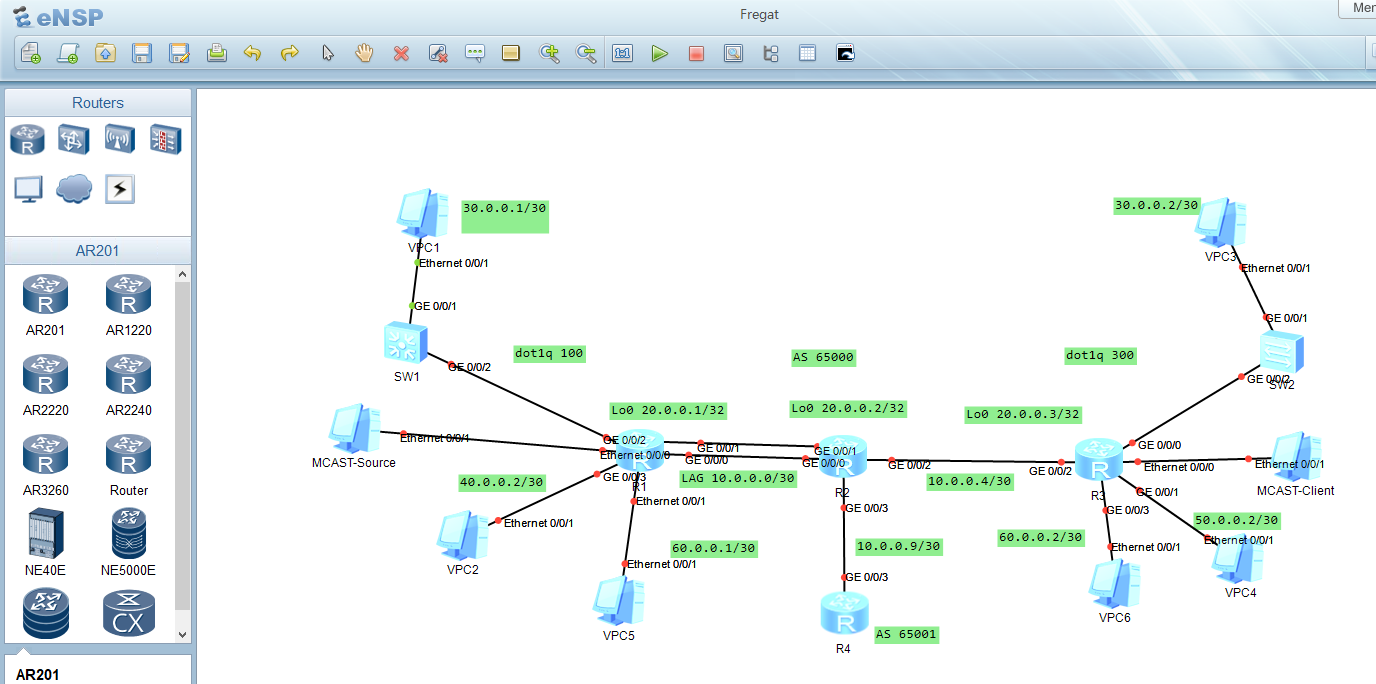 eNSP
Fregat
Mer
Routers
AR201
AR201
AR1220
AR2220
AR2240
AR3260
Router
NE40E
NE5000E
CX
AR201
30.0.0.1/30
VPC1
Ethernet 0/0/1
GE 0/0/1
SW1
GE 0/0/2
dot1q 100
AS 65000
dot1q 300
30.0.0.2/30
VPC3
Ethernet 0/0/1
GE 0/0/1
GE 0/0/2
SW2
Lo0 20.0.0.1/32
Lo0 20.0.0.2/32
Lo0 20.0.0.3/32
Ethernet 0/0/1
MCAST-Source
GE 0/0/2
Ethernet 0/0/0
GE 0/0/3
R1
GE 0/0/1
GE 0/0/0
LAG 10.0.0.0/30
GE 0/0/1
GE 0/0/0
R2
GE 0/0/2
10.0.0.4/30
GE 0/0/2
R3
GE 0/0/0
Ethernet 0/0/0
GE 0/0/1
GE 0/0/3
Ethernet 0/0/1
MCAST-Client
40.0.0.2/30
Ethernet 0/0/1
VPC2
Ethernet 0/0/1
60.0.0.1/30
Ethernet 0/0/1
VPC5
GE 0/0/3
10.0.0.9/30
GE 0/0/3
R4
AS 65001
60.0.0.2/30
Ethernet 0/0/1
VPC6
50.0.0.2/30
Ethernet 0/0/1
VPC4